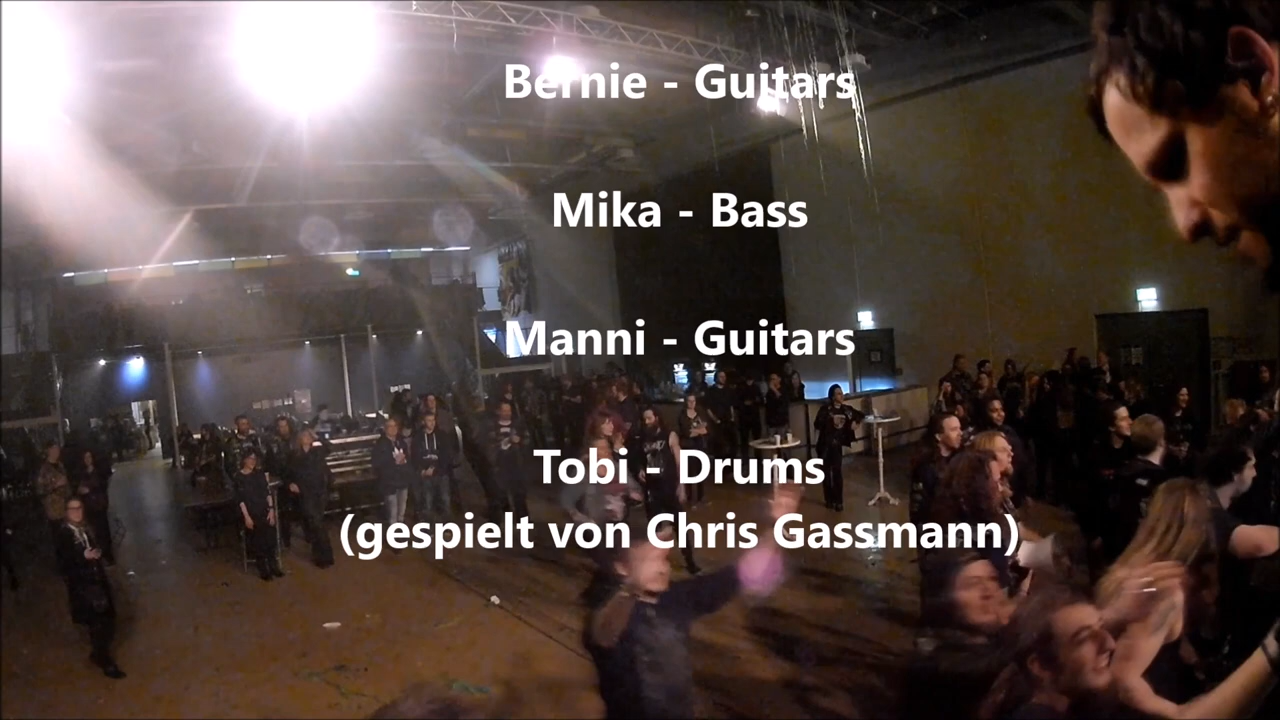 Bernie - Guitars
Mika - Bass
Manni - Guitars
Tobi - Drums
(gespielt von Chris Gassmann)